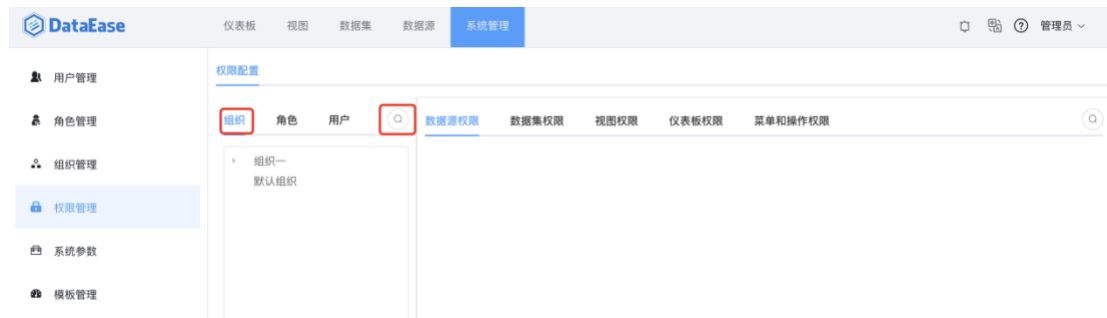 DataEase 仪表板 视图 数据集 数据源 系统管理 管理员
用户管理
角色管理
组织管理
权限管理
系统参数
模板管理
权限配置
组织 角色 用户 数据源权限 数据集权限 视图权限 仪表板权限 菜单和操作权限
组织一
默认组织